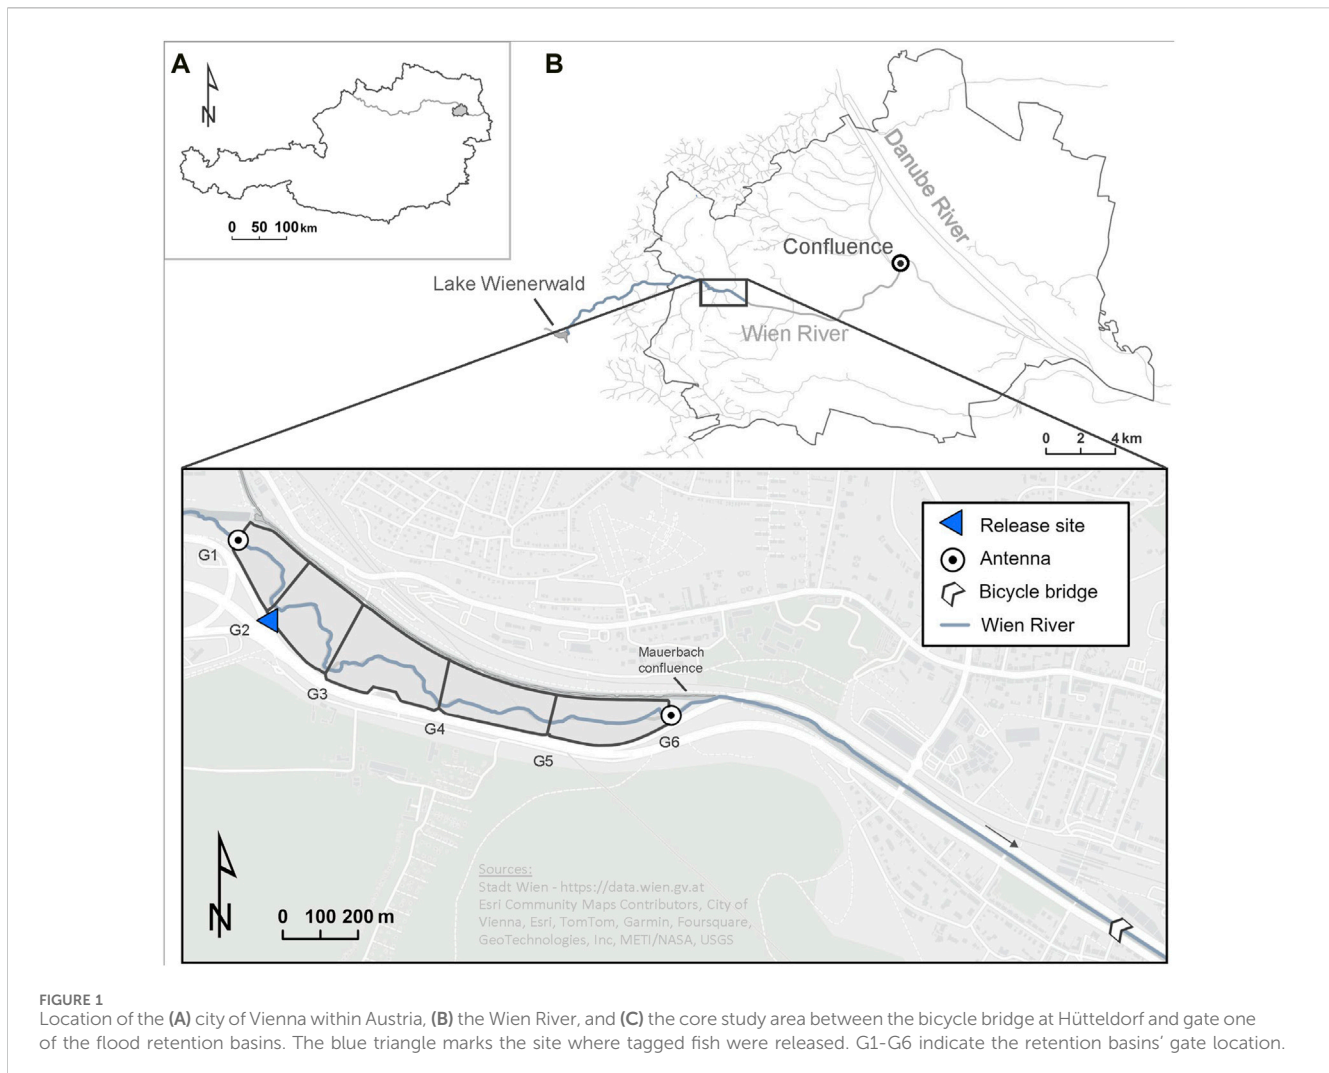 A
N
0 50 100 km
B
Danube River
Confluence
Lake Wienerwald
Wien River
0 2 4 km
G1
G2
G3
G4
G5
G6
Mauerbach
confluence
Release site
Antenna
Bicycle bridge
Wien River
N
0 100 200 m
Sources:
Stadt Wien - https://data.wien.gv.at
Esri Community Maps Contributors, City of
Vienna, Esri, TomTom, Garmin, Foursquare,
GeoTechnologies, Inc, METI/NASA, USGS
FIGURE 1
Location of the (A) city of Vienna within Austria, (B) the Wien River, and (C) the core study area between the bicycle bridge at Hütteldorf and gate one
of the flood retention basins. The blue triangle marks the site where tagged fish were released. G1-G6 indicate the retention basins’ gate location.